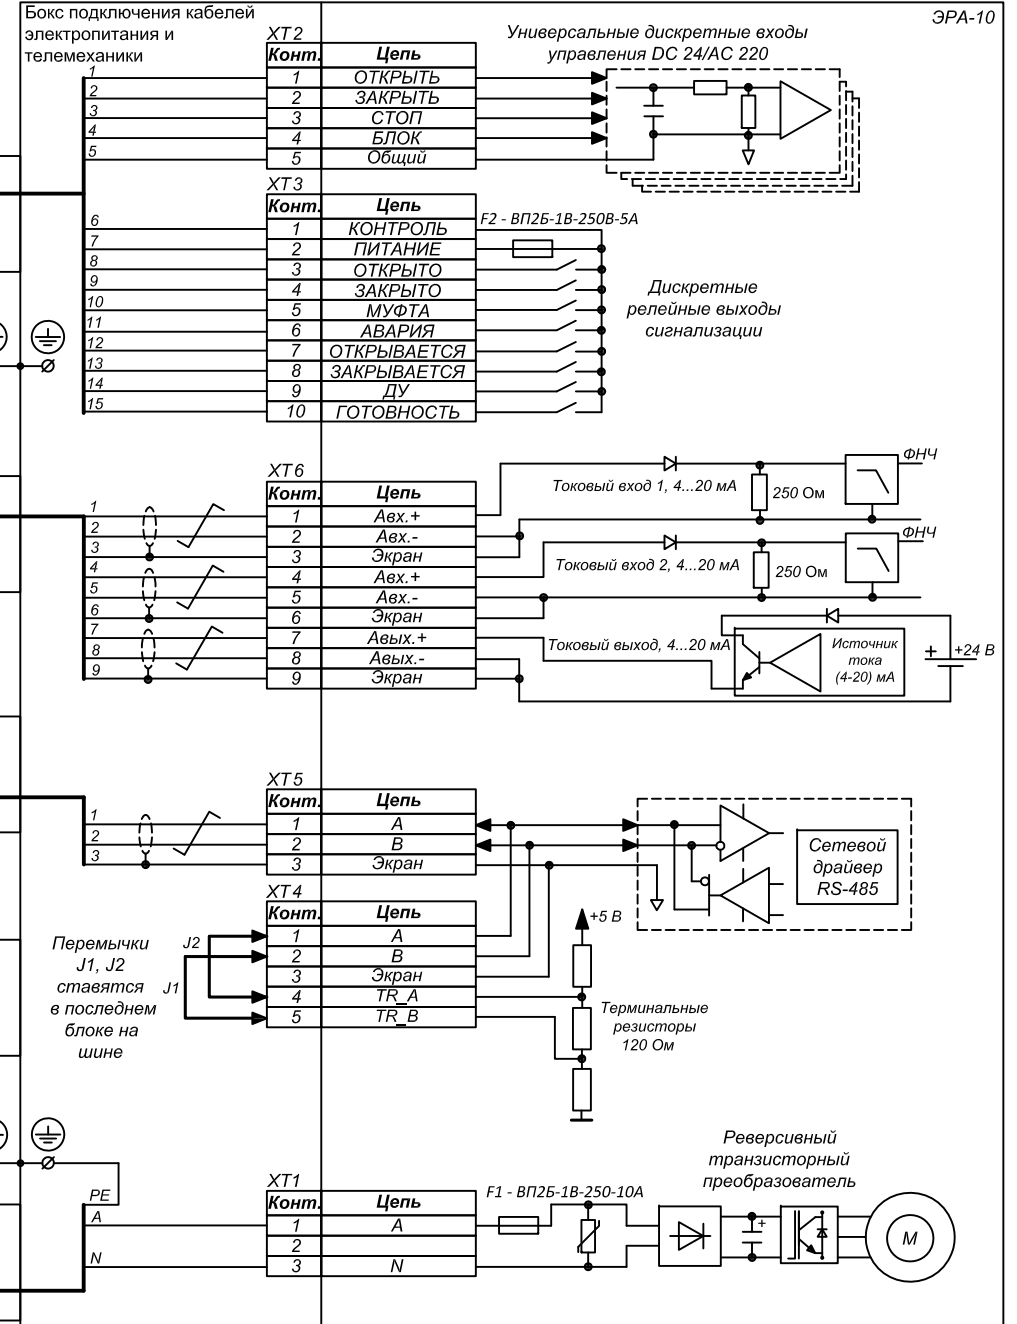 Бокс подключения кабелей
электропитания и
телемеханики
ЭРА-10
XT2
Универсальные дискретные входы
управления DC 24/AC 220
Конт. Цепь
1 1 ОТКРЫТЬ
2 2 ЗАКРЫТЬ
3 3 СТОП
4 4 БЛОК
5 5 Общий
XT3
Конт. Цепь
F2 - ВП2Б-1В-250В-5А
6 1 КОНТРОЛЬ
7 2 ПИТАНИЕ
8 3 ОТКРЫТО
9 4 ЗАКРЫТО
10 5 МУФТА
11 6 АВАРИЯ
12 7 ОТКРЫВАЕТСЯ
13 8 ЗАКРЫВАЕТСЯ
14 9 ДУ
15 10 ГОТОВНОСТЬ
Дискретные
релейные выходы
сигнализации
XT6
Конт. Цепь
1 1 Авх.+
2 2 Авх.-
3 3 Экран
4 4 Авх.+
5 5 Авх.-
6 6 Экран
7 7 Авых.+
8 8 Авых.-
9 9 Экран
ФНЧ
Токовый вход 1, 4...20 мА
250 Ом
ФНЧ
Токовый вход 2, 4...20 мА
250 Ом
Токовый выход, 4...20 мА
Источник
тока
(4-20) мА
+
+24 В
XT5
Конт. Цепь
1 1 A
2 2 B
3 3 Экран
Сетевой
драйвер
RS-485
XT4
Конт. Цепь
1 A
2 B
3 Экран
4 TR_A
5 TR_B
J2
J1
Перемычки
J1, J2
ставятся
в последнем
блоке на
шине
+5 В
Терминальные
резисторы
120 Ом
Реверсивный
транзисторный
преобразователь
XT1
F1 - ВП2Б-1В-250-10А
PE
Конт. Цепь
A 1 A
2
N 3 N
+
M